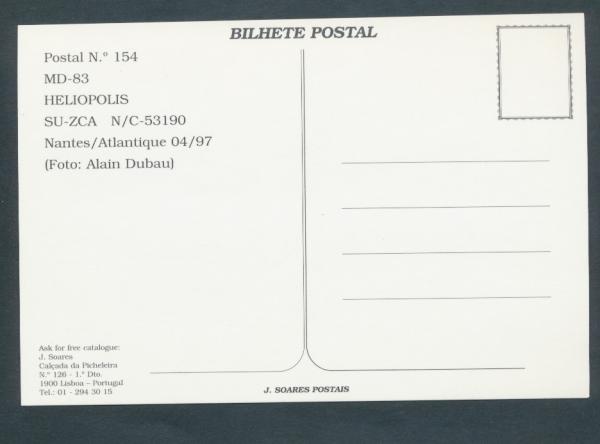 BILHETE POSTAL
Postal N.º 154
MD-83
HELIOPOLIS
SU-ZCA N/C-53190
Nantes/Atlantique 04/97
(Foto: Alain Dubau)
Ask for free catalogue:
J. Soares
Calçada da Picheleira
N.º 126 - 1.º Dto.
1900 Lisboa – Portugal
Tel.: 01 - 294 30 15
J. SOARES POSTAIS